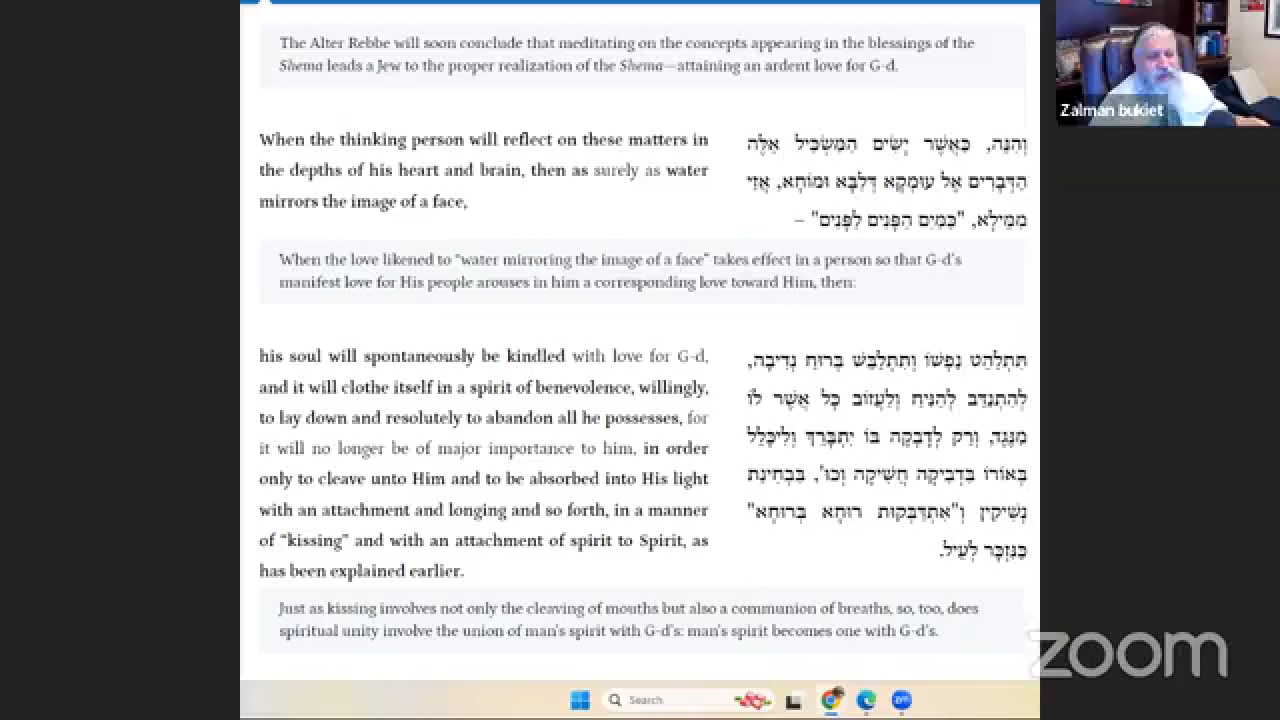 The Alter Rebbe will soon conclude that meditating on the concepts appearing in the blessings of the
Shema leads a Jew to the proper realization of the Shema—attaining an ardent love for G-d.
When the thinking person will reflect on these matters in
the depths of his heart and brain, then as surely as water
mirrors the image of a face,
וְהִנֵּה, כַּאֲשֶׁר יָשִׂים הַמַּשְׂכִּיל אֵלֶּה
הַדְּבָרִים אֶל עוּמְקָא דְּלִבָּא וּמוֹחָא, אֲזַי
מִמֵּילָא, "כַּמַּיִם הַפָּנִים לַפָּנִים" –
When the love likened to “water mirroring the image of a face” takes effect in a person so that G-d’s
manifest love for His people arouses in him a corresponding love toward Him, then:
his soul will spontaneously be kindled with love for G-d,
and it will clothe itself in a spirit of benevolence, willingly,
to lay down and resolutely to abandon all he possesses, for
it will no longer be of major importance to him, in order
only to cleave unto Him and to be absorbed into His light
with an attachment and longing and so forth, in a manner
of “kissing” and with an attachment of spirit to Spirit, as
has been explained earlier.
תִּתְלַהֵט נַפְשׁוֹ וְתִתְלַבֵּשׁ בְּרוּחַ נְדִיבָה,
לְהִתְנַדֵּב לְהַנִּיחַ וְלַעֲזוֹב כָּל אֲשֶׁר לוֹ
מִנֶּגֶד, וְרַק לְדָבְקָה בּוֹ יִתְבָּרֵךְ וְלִיכָּלֵל
בְּאוֹרוֹ בִּדְבִיקָה חֲשִׁיקָה וְכוּ', בִּבְחִינַת
נְשִׁיקִין וְ"אִתְדַּבְּקוּת רוּחָא בְּרוּחָא"
כַּנִּזְכָּר לְעֵיל.
Just as kissing involves not only the cleaving of mouths but also a communion of breaths, so, too, does
spiritual unity involve the union of man’s spirit with G-d’s: man’s spirit becomes one with G-d’s.
Zalman bukiet
zoom
Search
zm